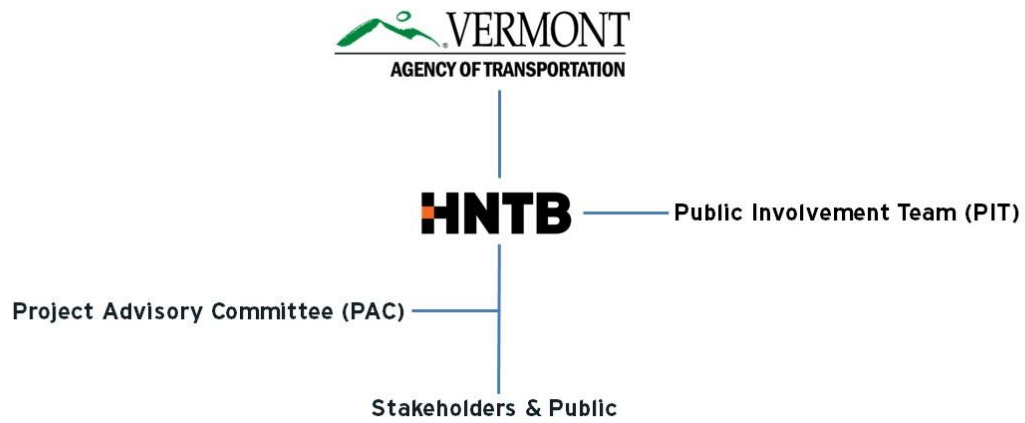 VERMONT
AGENCY OF TRANSPORTATION
HNTB
Public Involvement Team (PIT)
Project Advisory Committee (PAC)
Stakeholders & Public